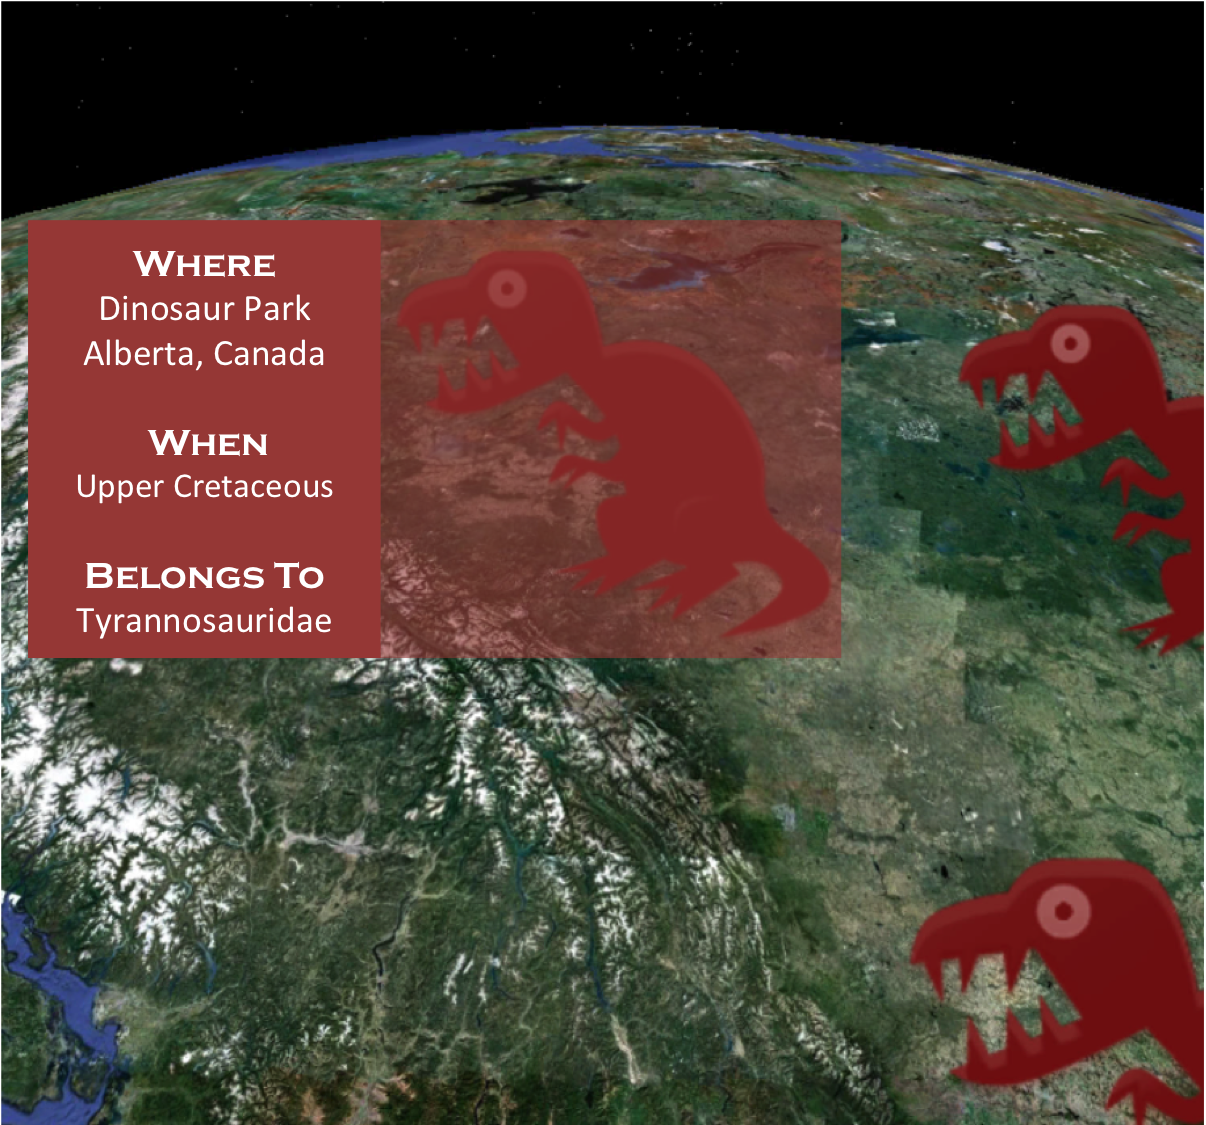 WHERE
Dinosaur Park
Alberta, Canada
WHEN
Upper Cretaceous
BELONGS TO
Tyrannosauridae